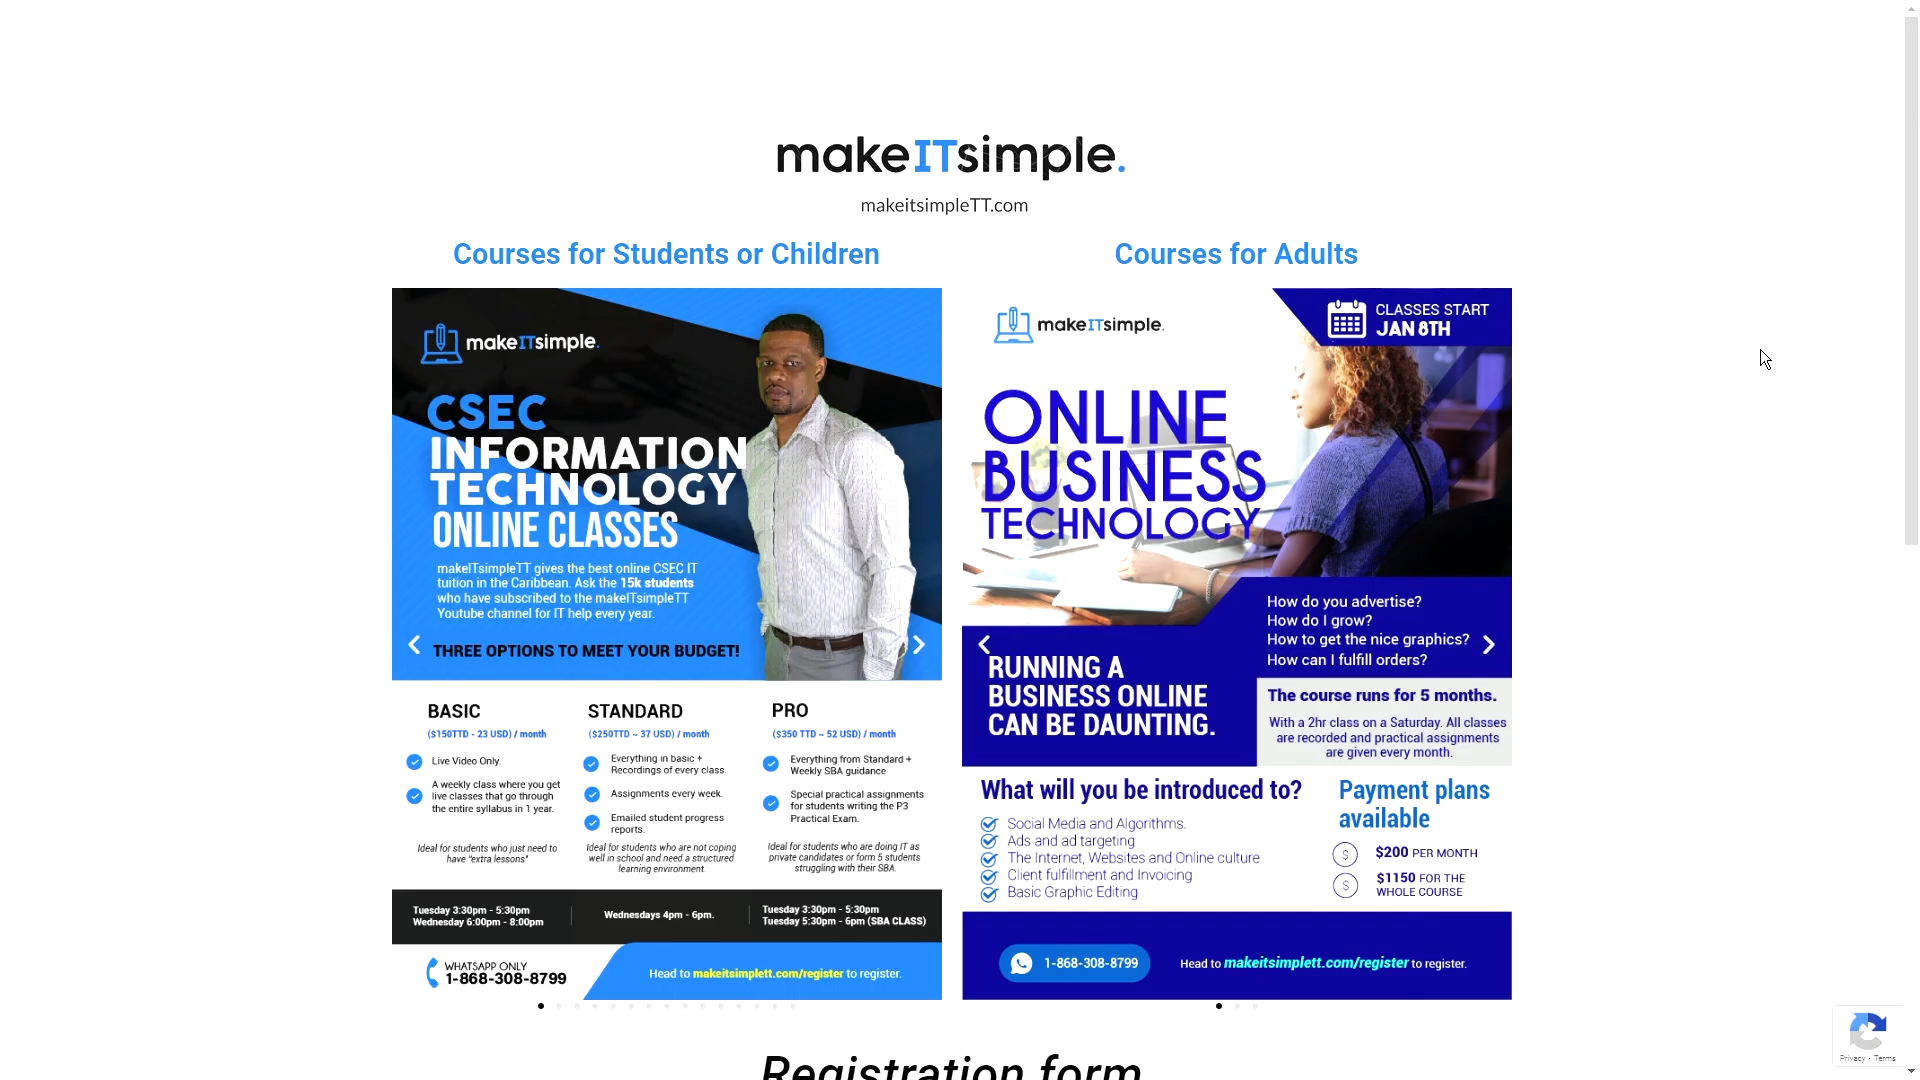 makeITsimple.
makeitsimpleTT.com
Courses for Students or Children
makeITsimple.
CSEC
INFORMATION
TECHNOLOGY
ONLINE CLASSES
makeITsimpleTT gives the best online CSEC IT
tuition in the Caribbean. Ask the 15k students
who have subscribed to the makeITsimpleTT
Youtube channel for IT help every year.
THREE OPTIONS TO MEET YOUR BUDGET!
BASIC
($150TTD - 23 USD) / month
Live Video Only.
A weekly class where you get
live classes that go through
the entire syllabus in 1 year.
Ideal for students who just need to
have "extra lessons"
STANDARD
($250TTD ~ 37 USD) / month
Everything in basic +
Recordings of every class.
Assignments every week.
Emailed student progress
reports.
Ideal for students who are not coping
well in school and need a structured
learning environment.
PRO
($350 TTD ~ 52 USD) / month
Everything from Standard +
Weekly SBA guidance
Special practical assignments
for students writing the P3
Practical Exam.
Ideal for students who are doing IT as
private candidates or form 5 students
struggling with their SBA.
Tuesday 3:30pm - 5:30pm
Wednesday 6:00pm - 8:00pm
Wednesdays 4pm - 6pm.
Tuesday 3:30pm - 5:30pm
Tuesday 5:30pm - 6pm (SBA CLASS)
WHATSAPP ONLY
1-868-308-8799
Head to makeitsimplett.com/register to register.
Courses for Adults
makeITsimple.
CLASSES START
JAN 8TH
ONLINE
BUSINESS
TECHNOLOGY
How do you advertise?
How do I grow?
How to get the nice graphics?
How can I fulfill orders?
RUNNING A
BUSINESS ONLINE
CAN BE DAUNTING.
The course runs for 5 months.
With a 2hr class on a Saturday. All classes
are recorded and practical assignments
are given every month.
What will you be introduced to?
Social Media and Algorithms.
Ads and ad targeting
The Internet, Websites and Online culture
Client fulfillment and Invoicing
Basic Graphic Editing
Payment plans
available
$ $200 PER MONTH
$ $1150 FOR THE
WHOLE COURSE
1-868-308-8799
Head to makeitsimplett.com/register to register.
Registration form
Privacy - Terms